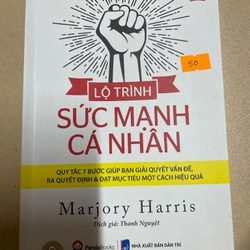 50
LỘ TRÌNH
SỨC MẠNH
CÁ NHÂN
QUY TẮC 7 BƯỚC GIÚP BẠN GIẢI QUYẾT VẤN ĐỀ,
RA QUYẾT ĐỊNH & ĐẠT MỤC TIÊU MỘT CÁCH HIỆU QUẢ
Marjory Harris
Dịch giả: Thanh Nguyệt
PandaBooks
NHÀ XUẤT BẢN DÂN TRÍ